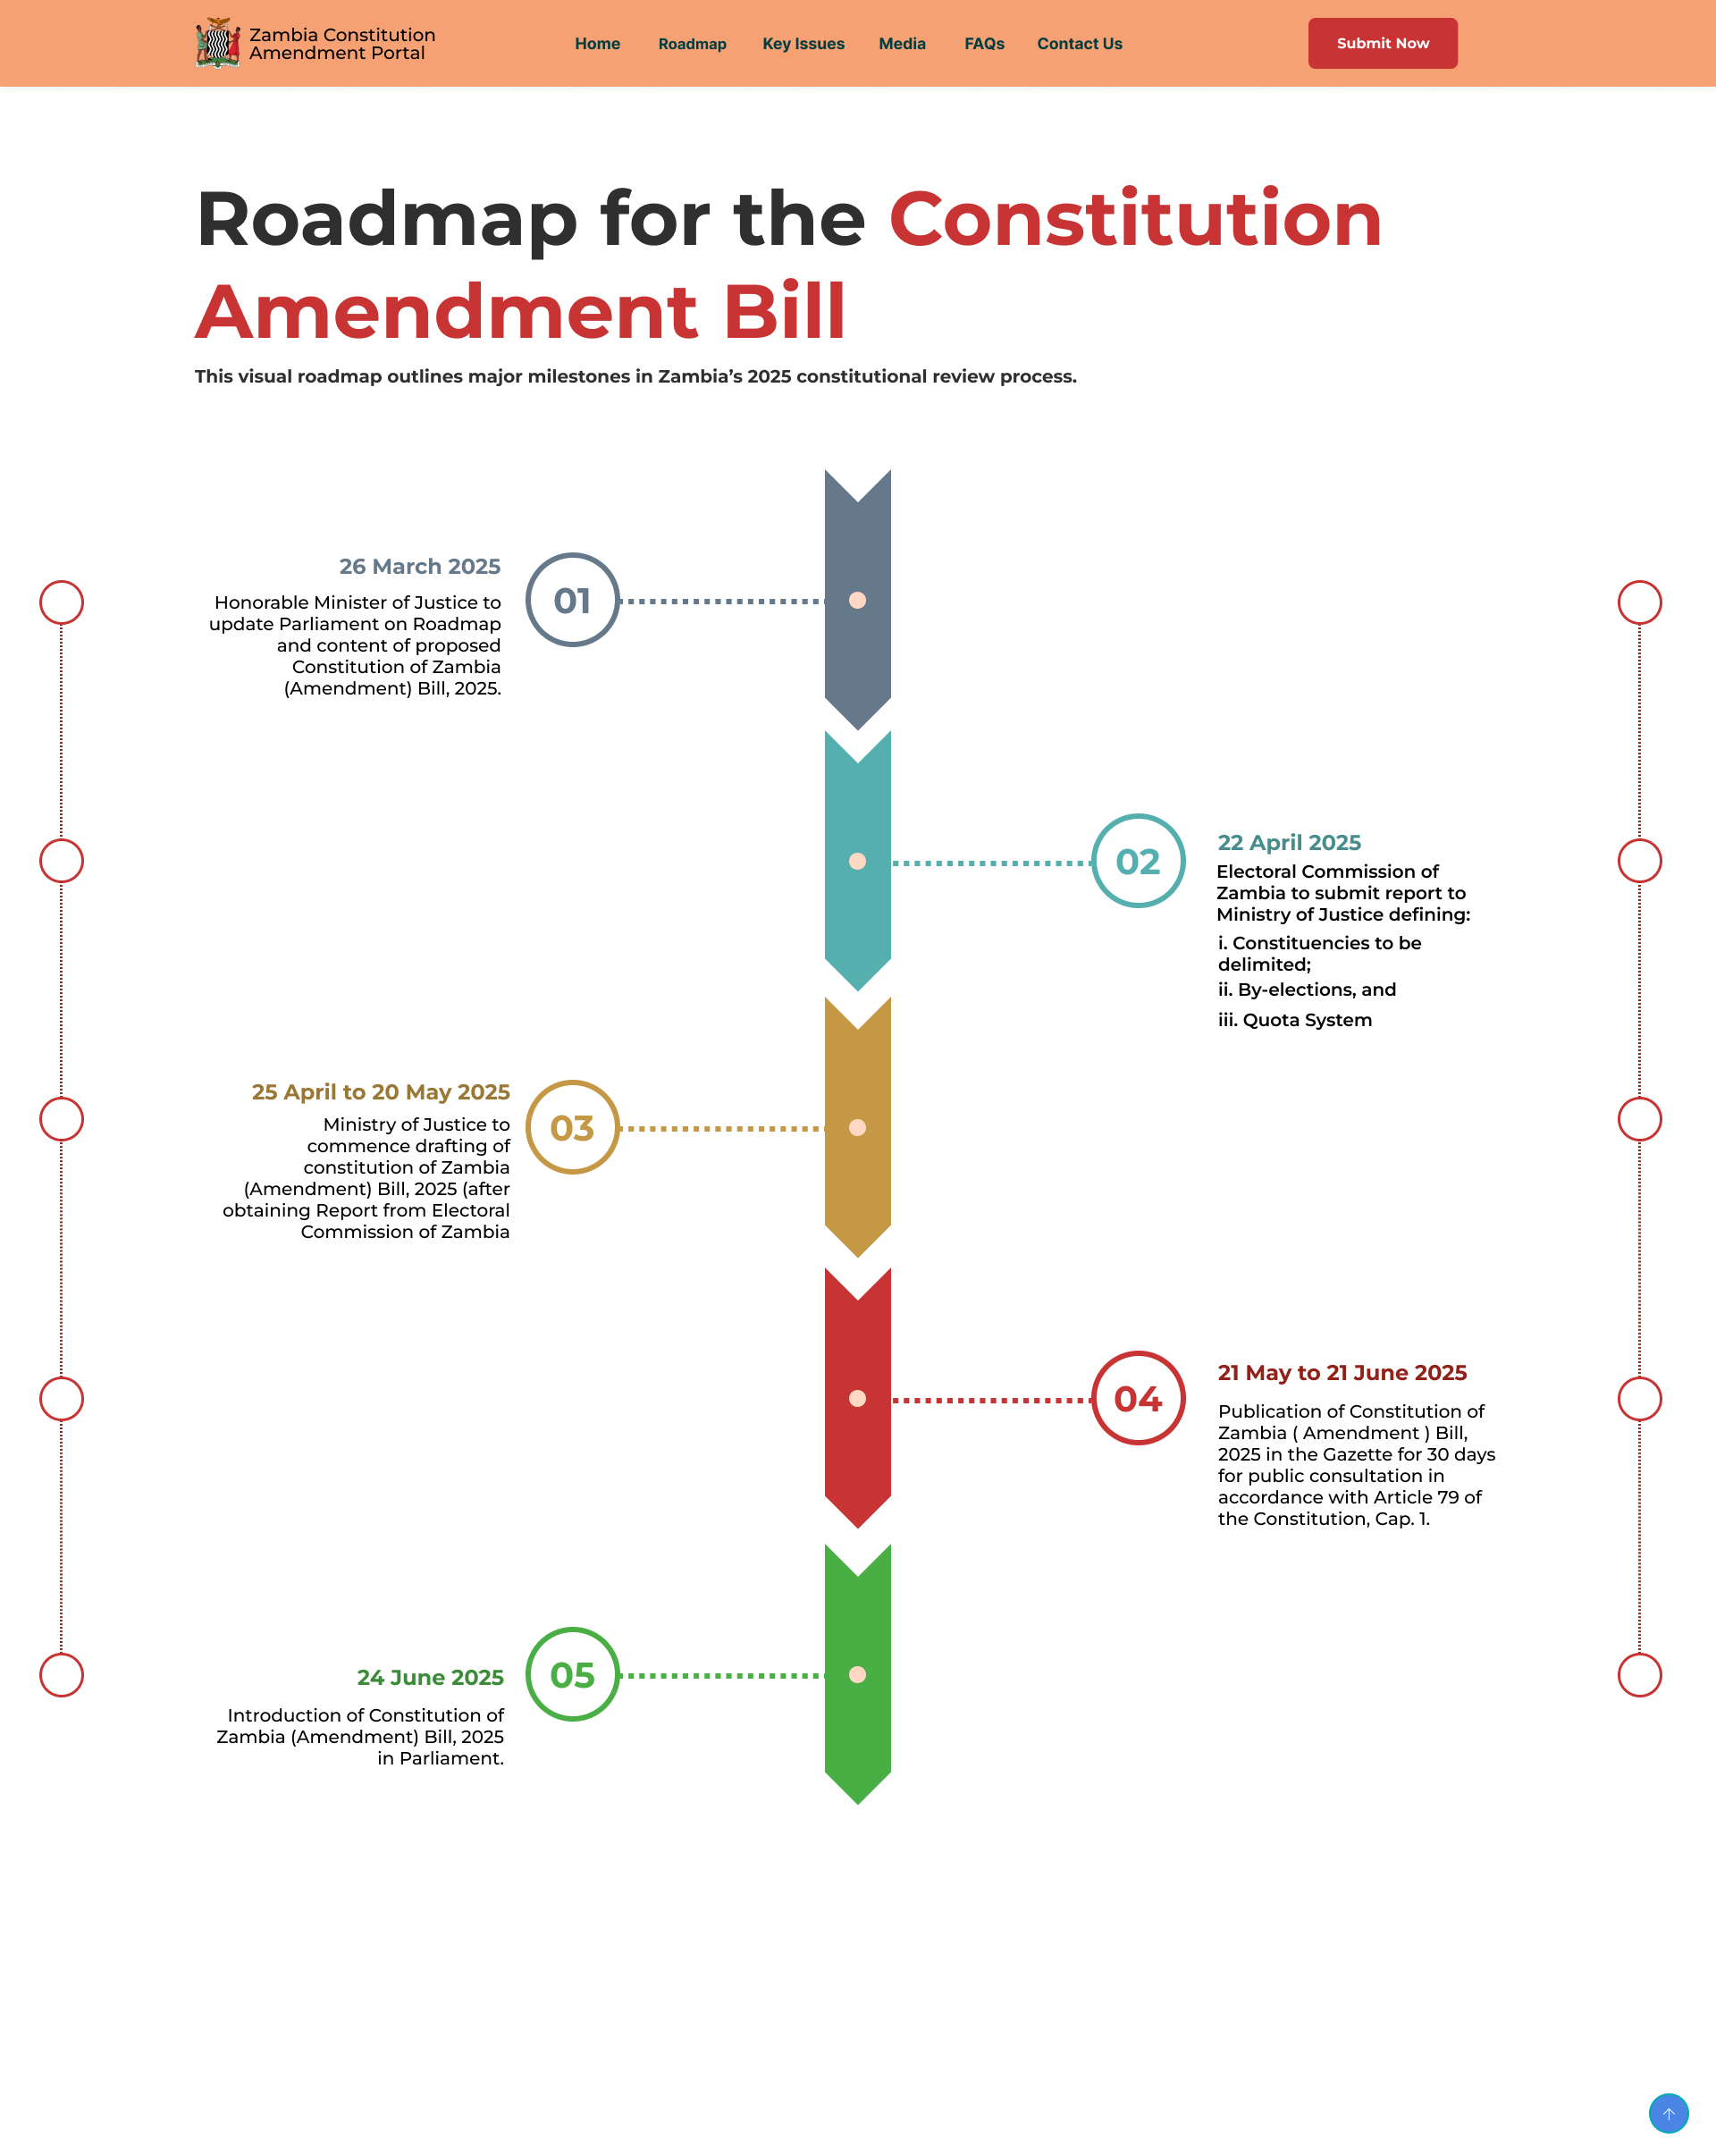 Zambia Constitution
Amendment Portal
Home
Roadmap
Key Issues
Media
FAQs
Contact Us
Submit Now
Roadmap for the Constitution
Amendment Bill
This visual roadmap outlines major milestones in Zambia’s 2025 constitutional review process.
26 March 2025
Honorable Minister of Justice to
update Parliament on Roadmap
and content of proposed
Constitution of Zambia
(Amendment) Bill, 2025.
01
02
22 April 2025
Electoral Commission of
Zambia to submit report to
Ministry of Justice defining:
i. Constituencies to be
delimited;
ii. By-elections, and
iii. Quota System
25 April to 20 May 2025
Ministry of Justice to
commence drafting of
constitution of Zambia
(Amendment) Bill, 2025 (after
obtaining Report from Electoral
Commission of Zambia
03
04
21 May to 21 June 2025
Publication of Constitution of
Zambia ( Amendment ) Bill,
2025 in the Gazette for 30 days
for public consultation in
accordance with Article 79 of
the Constitution, Cap. 1.
24 June 2025
Introduction of Constitution of
Zambia (Amendment) Bill, 2025
in Parliament.
05